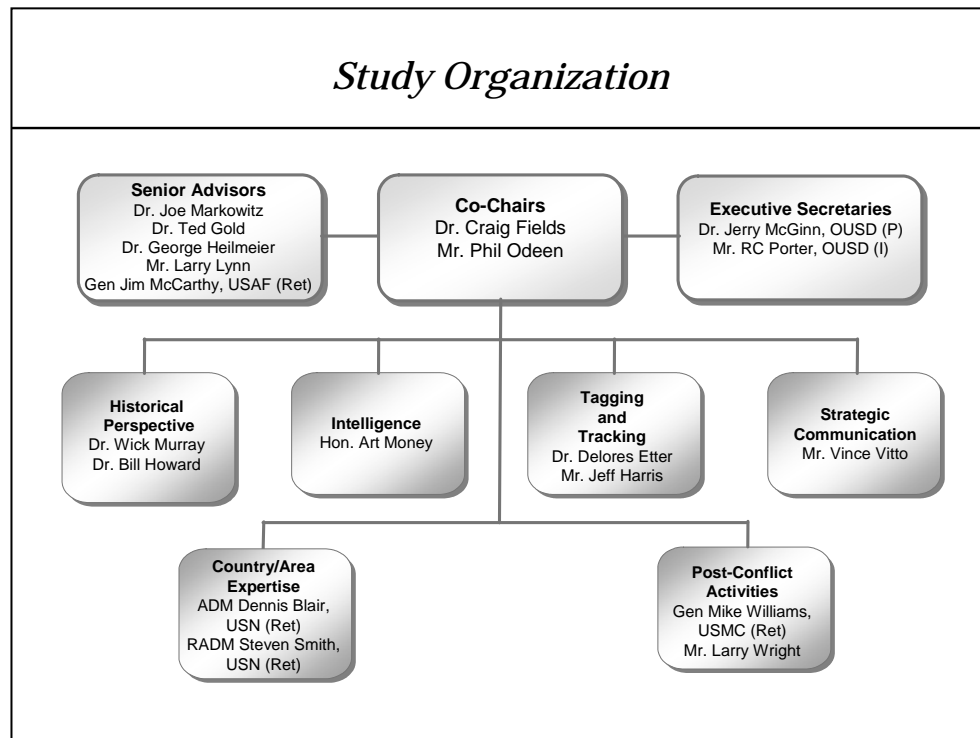 Study Organization
Senior Advisors
Dr. Joe Markowitz
Dr. Ted Gold
Dr. George Heilmeier
Mr. Larry Lynn
Gen Jim McCarthy, USAF (Ret)
Co-Chairs
Dr. Craig Fields
Mr. Phil Odeen
Executive Secretaries
Dr. Jerry McGinn, OUSD (P)
Mr. RC Porter, OUSD (I)
Historical
Perspective
Dr. Wick Murray
Dr. Bill Howard
Intelligence
Hon. Art Money
Tagging
and
Tracking
Dr. Delores Etter
Mr. Jeff Harris
Strategic
Communication
Mr. Vince Vitto
Country/Area
Expertise
ADM Dennis Blair,
USN (Ret)
RADM Steven Smith,
USN (Ret)
Post-Conflict
Activities
Gen Mike Williams,
USMC (Ret)
Mr. Larry Wright